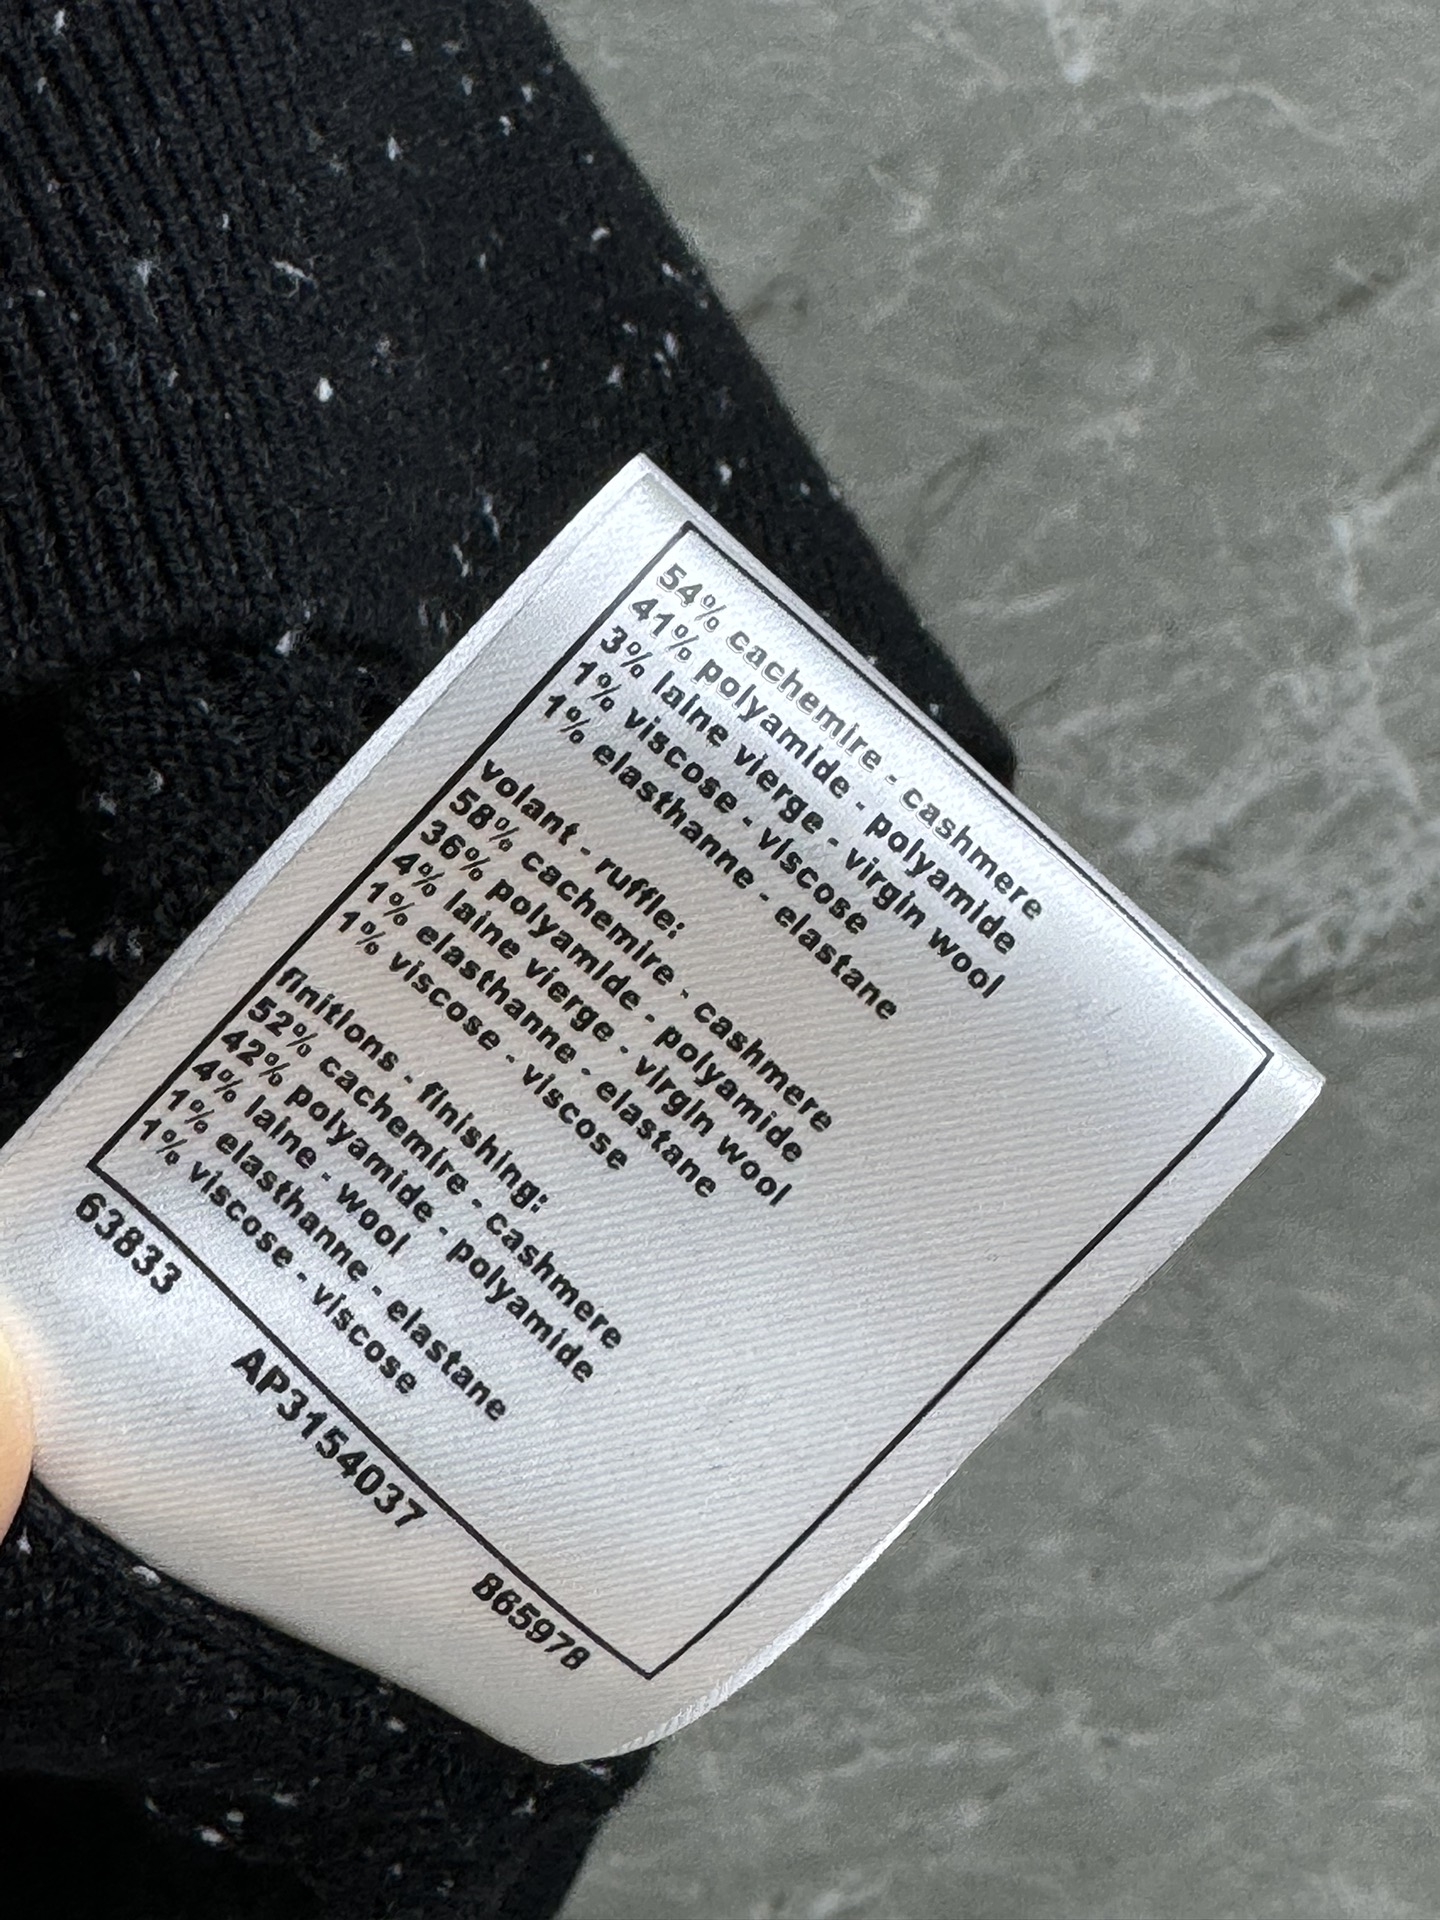 54% cachemire - cashmere
41% polyamide - polyamide
3% laine vierge - virgin wool
1% viscose - viscose
1% elasthanne - elastane
volant - ruffle:
58% cachemire - cashmere
36% polyamide - polyamide
4% laine vierge - virgin wool
1% elasthanne - elastane
1% viscose - viscose
finitions - finishing:
52% cachemire - cashmere
42% polyamide - polyamide
4% laine - wool
1% elasthanne - elastane
1% viscose - viscose
63833 AP3154037 865978